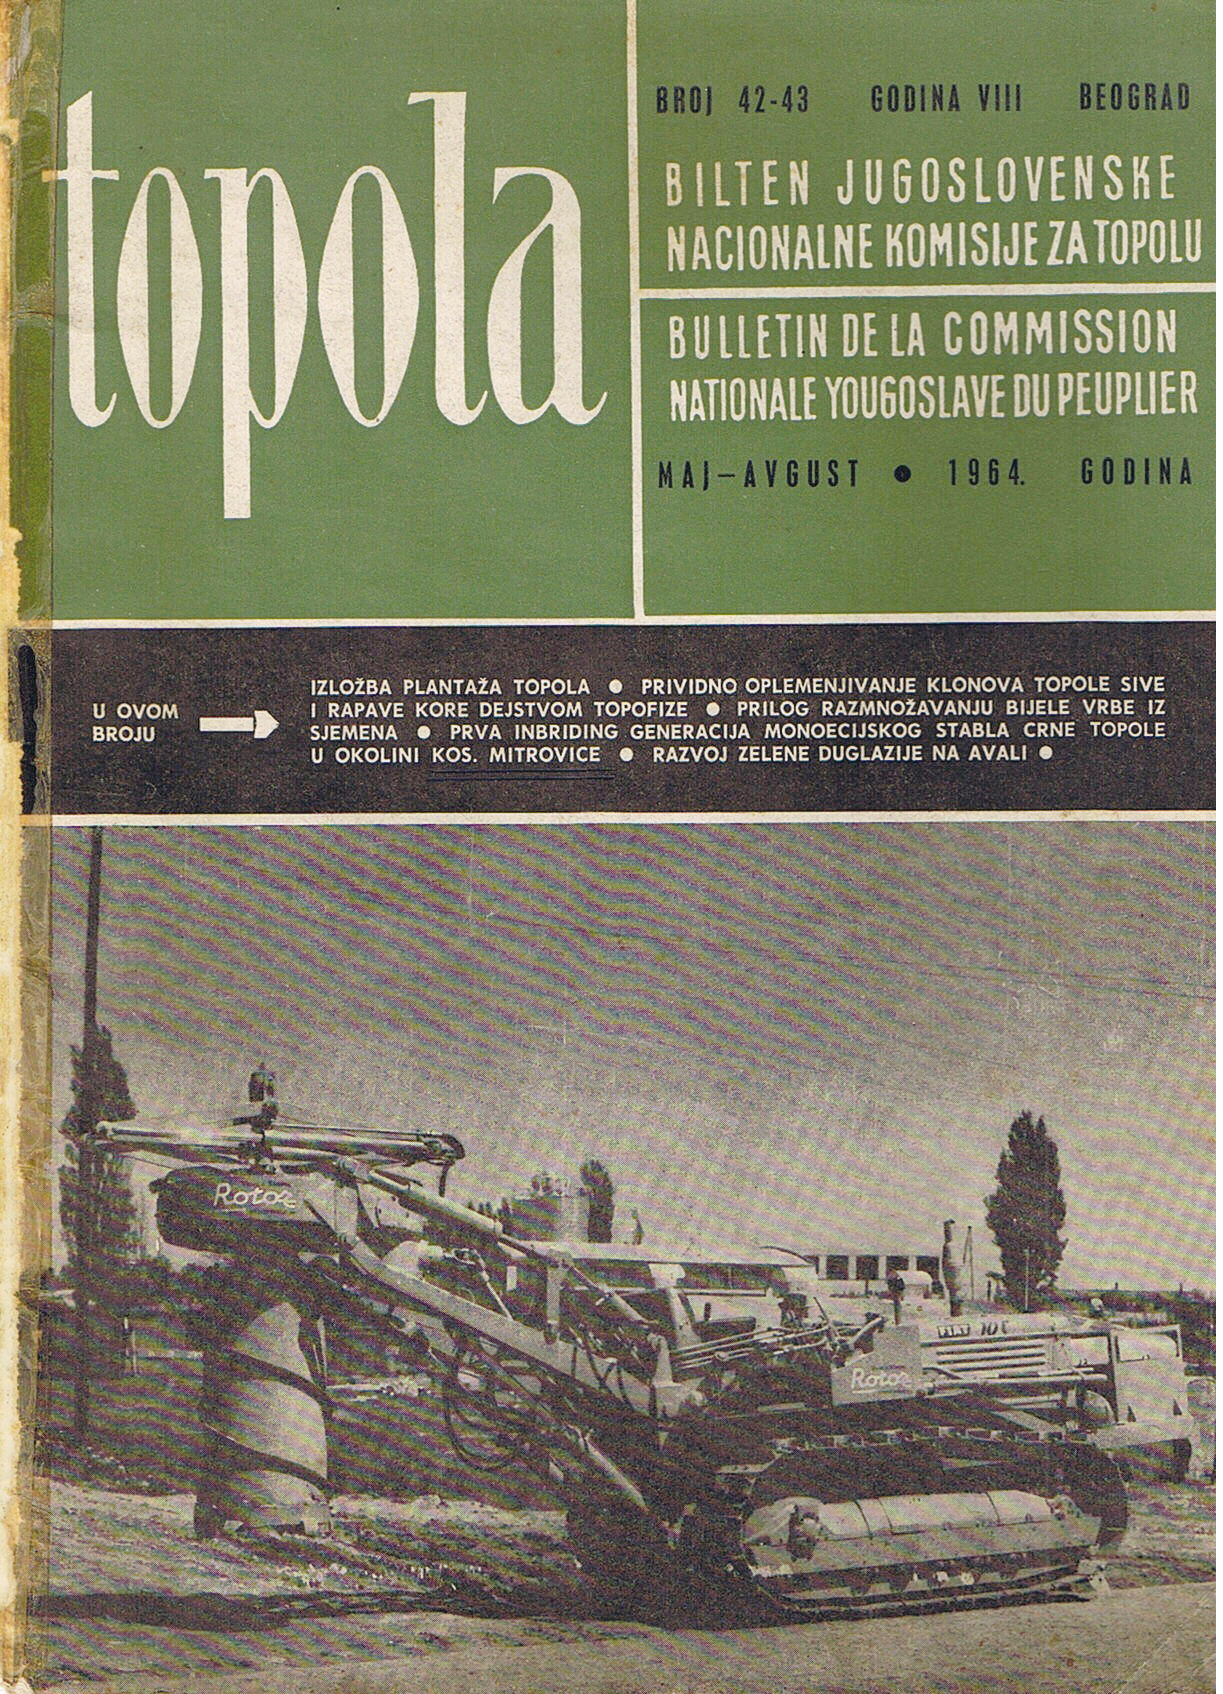 topola
BROJ 42-43 GODINA VIII BEOGRAD
BILTEN JUGOSLOVENSKE
NACIONALNE KOMISIJE ZA TOPOLU
BULLETIN DE LA COMMISSION
NATIONALE YOUGOSLAVE DU PEUPLIER
MAJ—AVGUST ● 1964. GODINA
U OVOM
BROJU
IZLOŽBA PLANTAŽA TOPOLA ● PRIVIDNO OPLEMENJIVANJE KLONOVA TOPOLE SIVE
I RAPAVE KORE DEJSTVOM TOPOFIZE ● PRILOG RAZMNOŽAVANJU BIJELE VRBE IZ
SJEMENA ● PRVA INBRIDING GENERACIJA MONOECIJSKOG STABLA CRNE TOPOLE
U OKOLINI KOS. MITROVICE ● RAZVOJ ZELENE DUGLAZIJE NA AVALI ●
Rotor
FIAT
Rotor